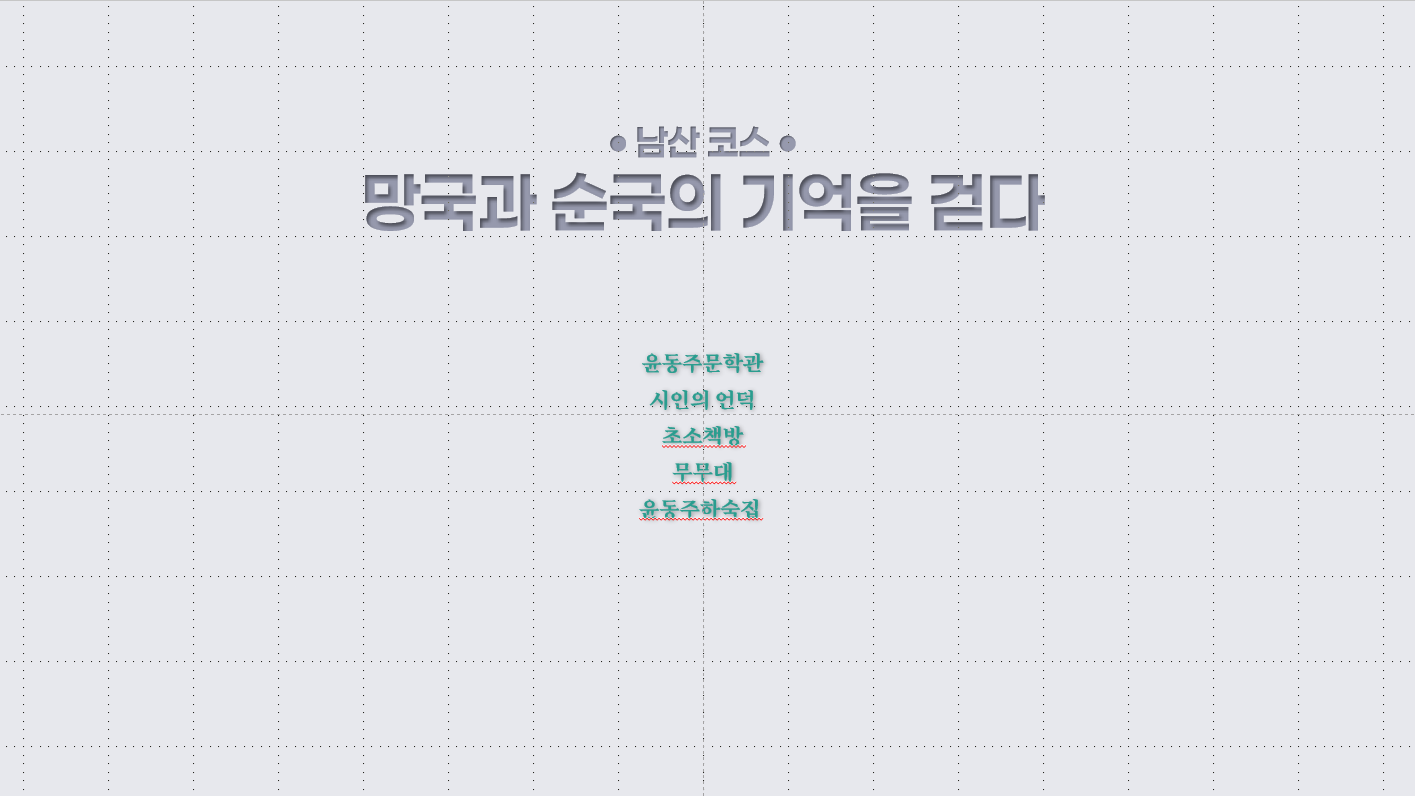 • 남산 코스 •
망국과 순국의 기억을 걷다
윤동주문학관
시인의 언덕
초소책방
무무대
윤동주하숙집